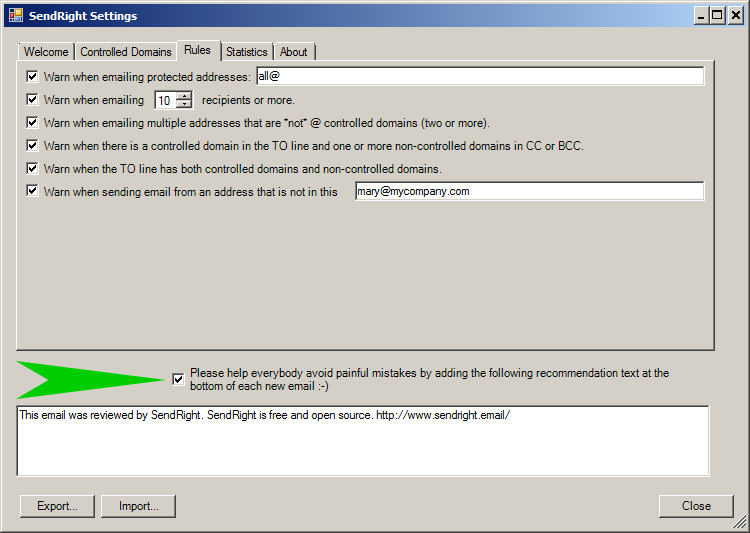 SendRight Settings
Welcome Controlled Domains Rules Statistics About
Warn when emailing protected addresses: all@
Warn when emailing 10 recipients or more.
Warn when emailing multiple addresses that are *not* @ controlled domains (two or more).
Warn when there is a controlled domain in the TO line and one or more non-controlled domains in CC or BCC.
Warn when the TO line has both controlled domains and non-controlled domains.
Warn when sending email from an address that is not in this mary@mycompany.com
Please help everybody avoid painful mistakes by adding the following recommendation text at the
bottom of each new email :-)
This email was reviewed by SendRight. SendRight is free and open source. http://www.sendright.email/
Export... Import... Close